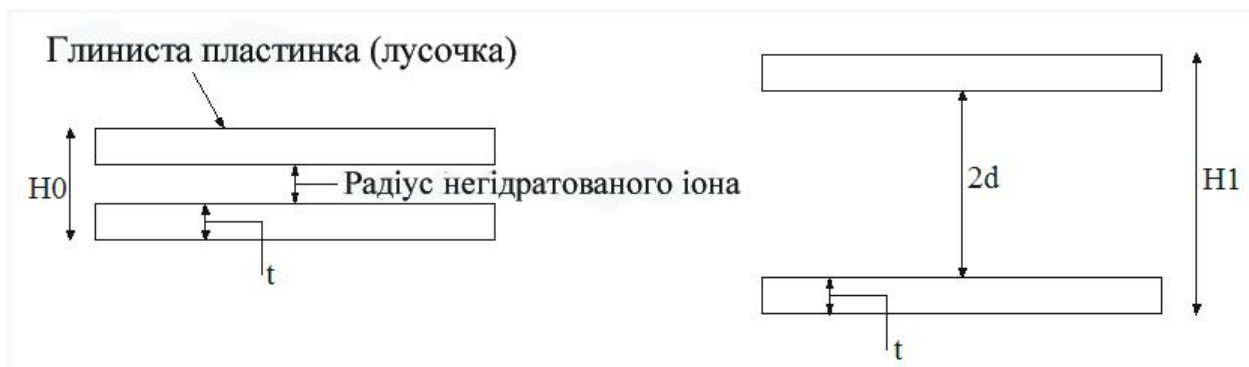 Глиниста пластинка (лусочка)
H0
Радіус негідратованого іона
t
2d
H1
t